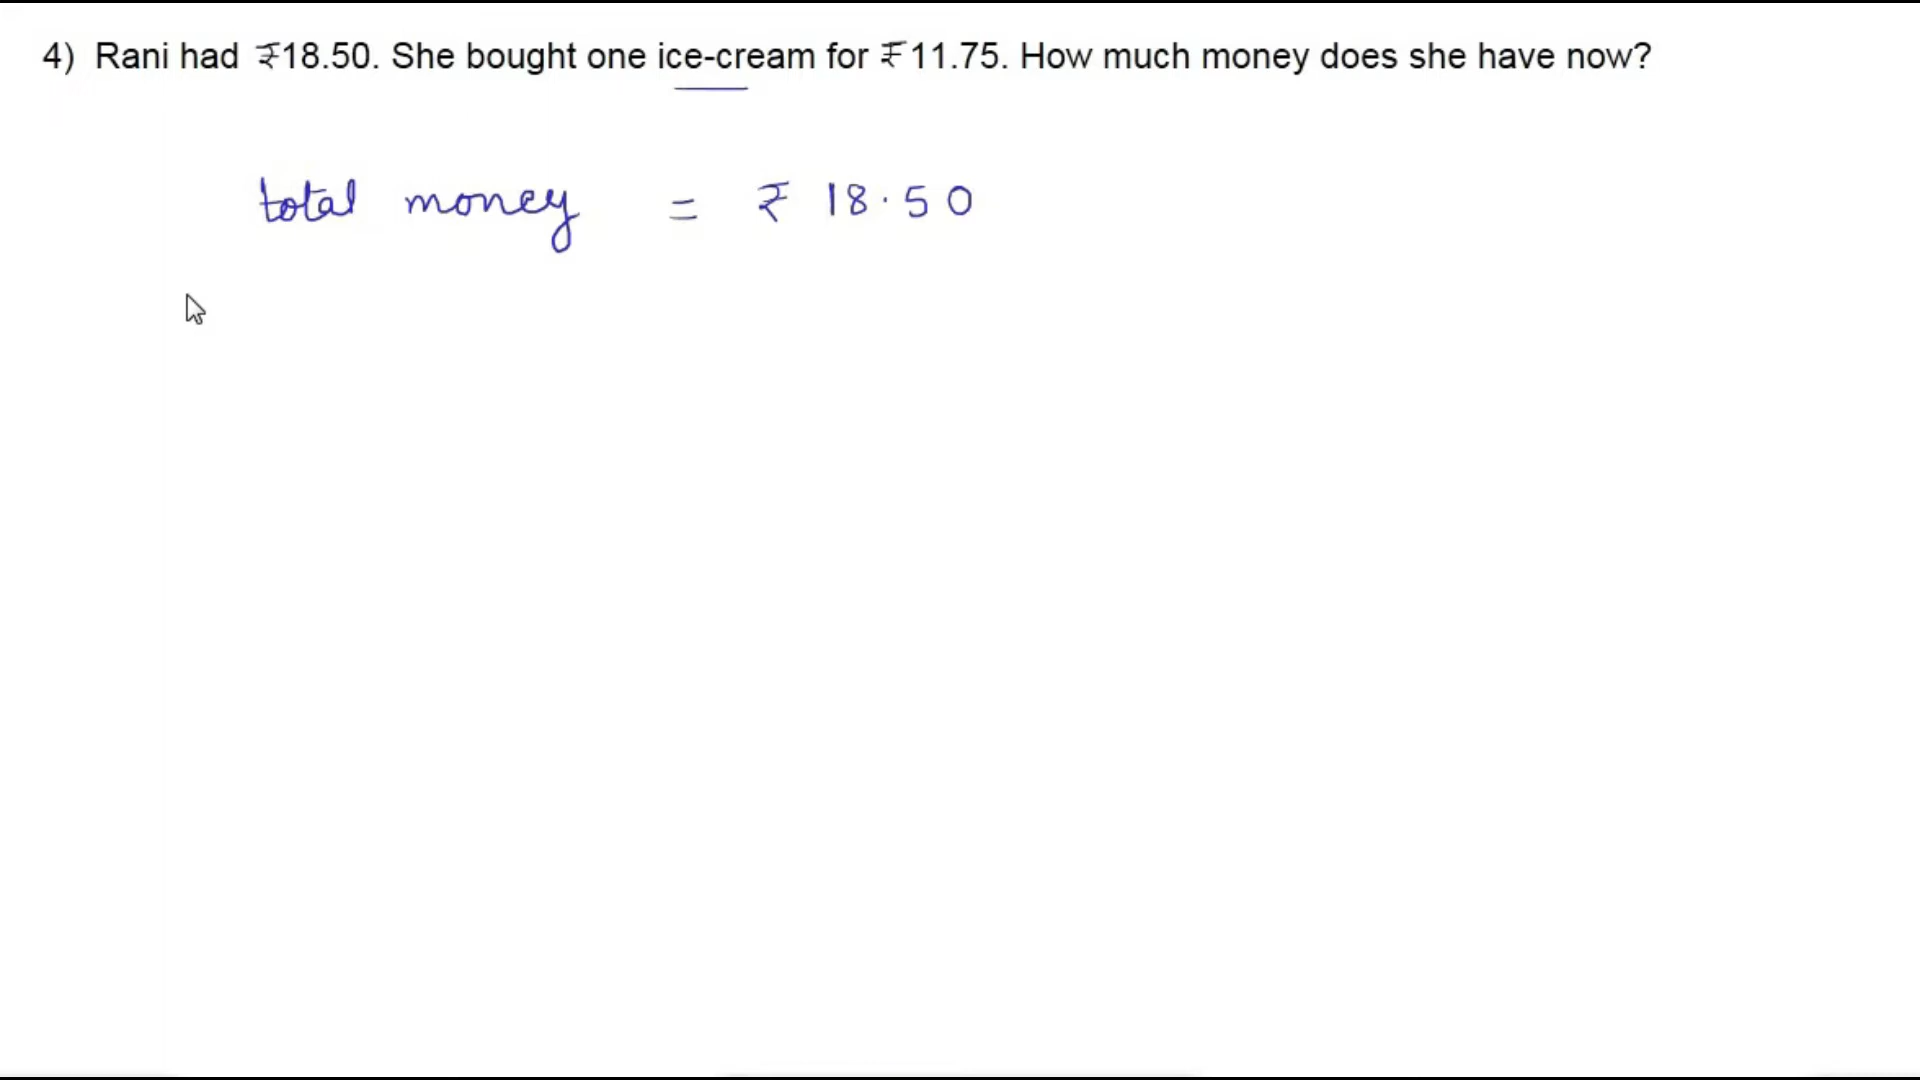 4) Rani had ₹18.50. She bought one ice-cream for ₹11.75. How much money does she have now?
total money = ₹ 18.50